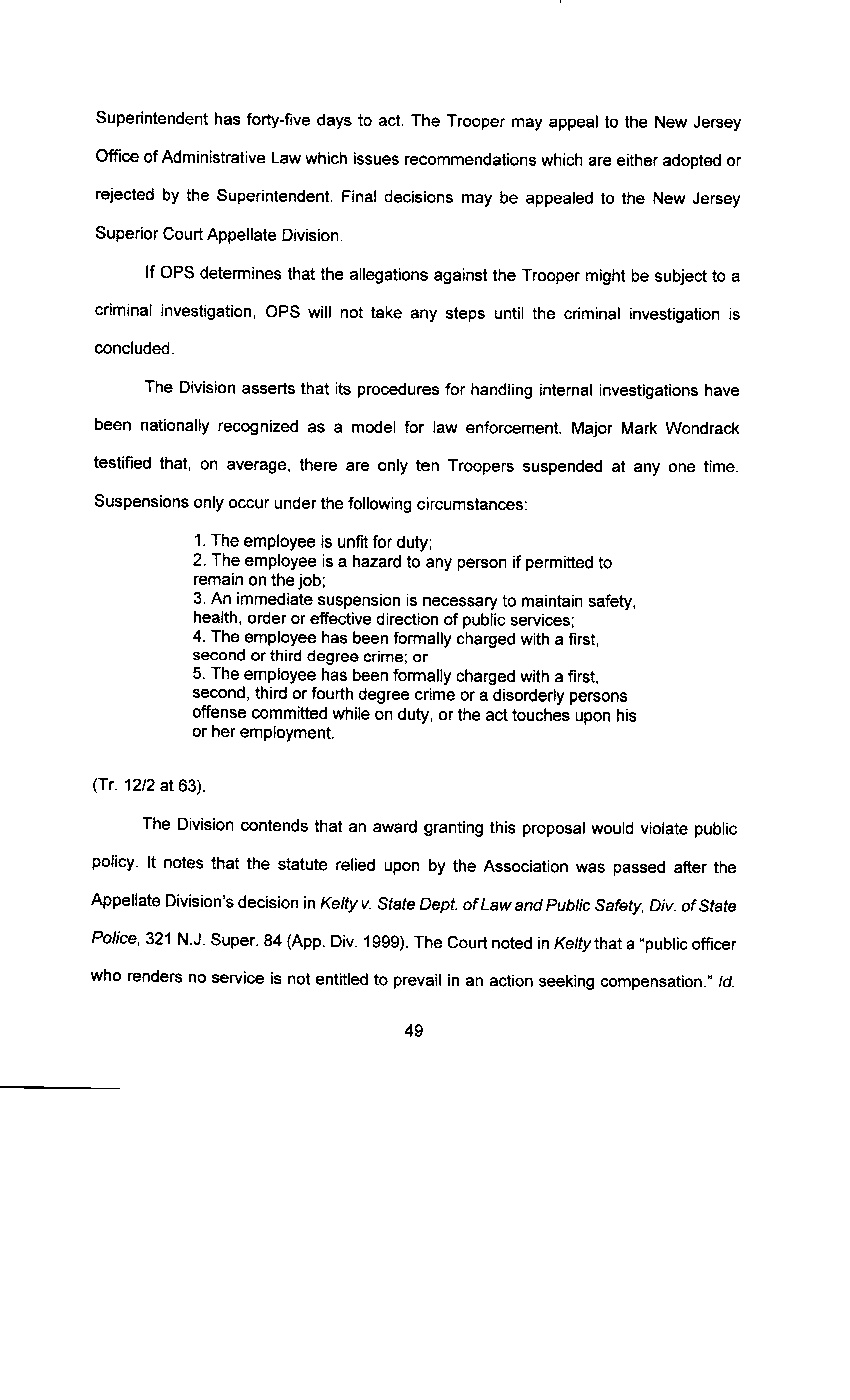 Superintendent has forty-five days to act. The Trooper may appeal to the New Jersey
Office of Administrative Law which issues recommendations which are either adopted or
rejected by the Superintendent. Final decisions may be appealed to the New Jersey
Superior Court Appellate Division.
If OPS determines that the allegations against the Trooper might be subject to a
criminal investigation, OPS will not take any steps until the criminal investigation is
concluded.
The Division asserts that its procedures for handling internal investigations have
been nationally recognized as a model for law enforcement. Major Mark Wondrack
testified that, on average, there are only ten Troopers suspended at any one time.
Suspensions only occur under the following circumstances:
1. The employee is unfit for duty;
2. The employee is a hazard to any person if permitted to
remain on the job;
3. An immediate suspension is necessary to maintain safety,
health, order or effective direction of public services;
4. The employee has been formally charged with a first,
second or third degree crime; or
5. The employee has been formally charged with a first,
second, third or fourth degree crime or a disorderly persons
offense committed while on duty, or the act touches upon his
or her employment.
(Tr. 12/2 at 63).
The Division contends that an award granting this proposal would violate public
policy. It notes that the statute relied upon by the Association was passed after the
Appellate Division's decision in Kelty v. State Dept. of Law and Public Safety, Div. of State
Police, 321 N.J. Super. 84 (App. Div. 1999). The Court noted in Kelty that a "public officer
who renders no service is not entitled to prevail in an action seeking compensation." Id.
49